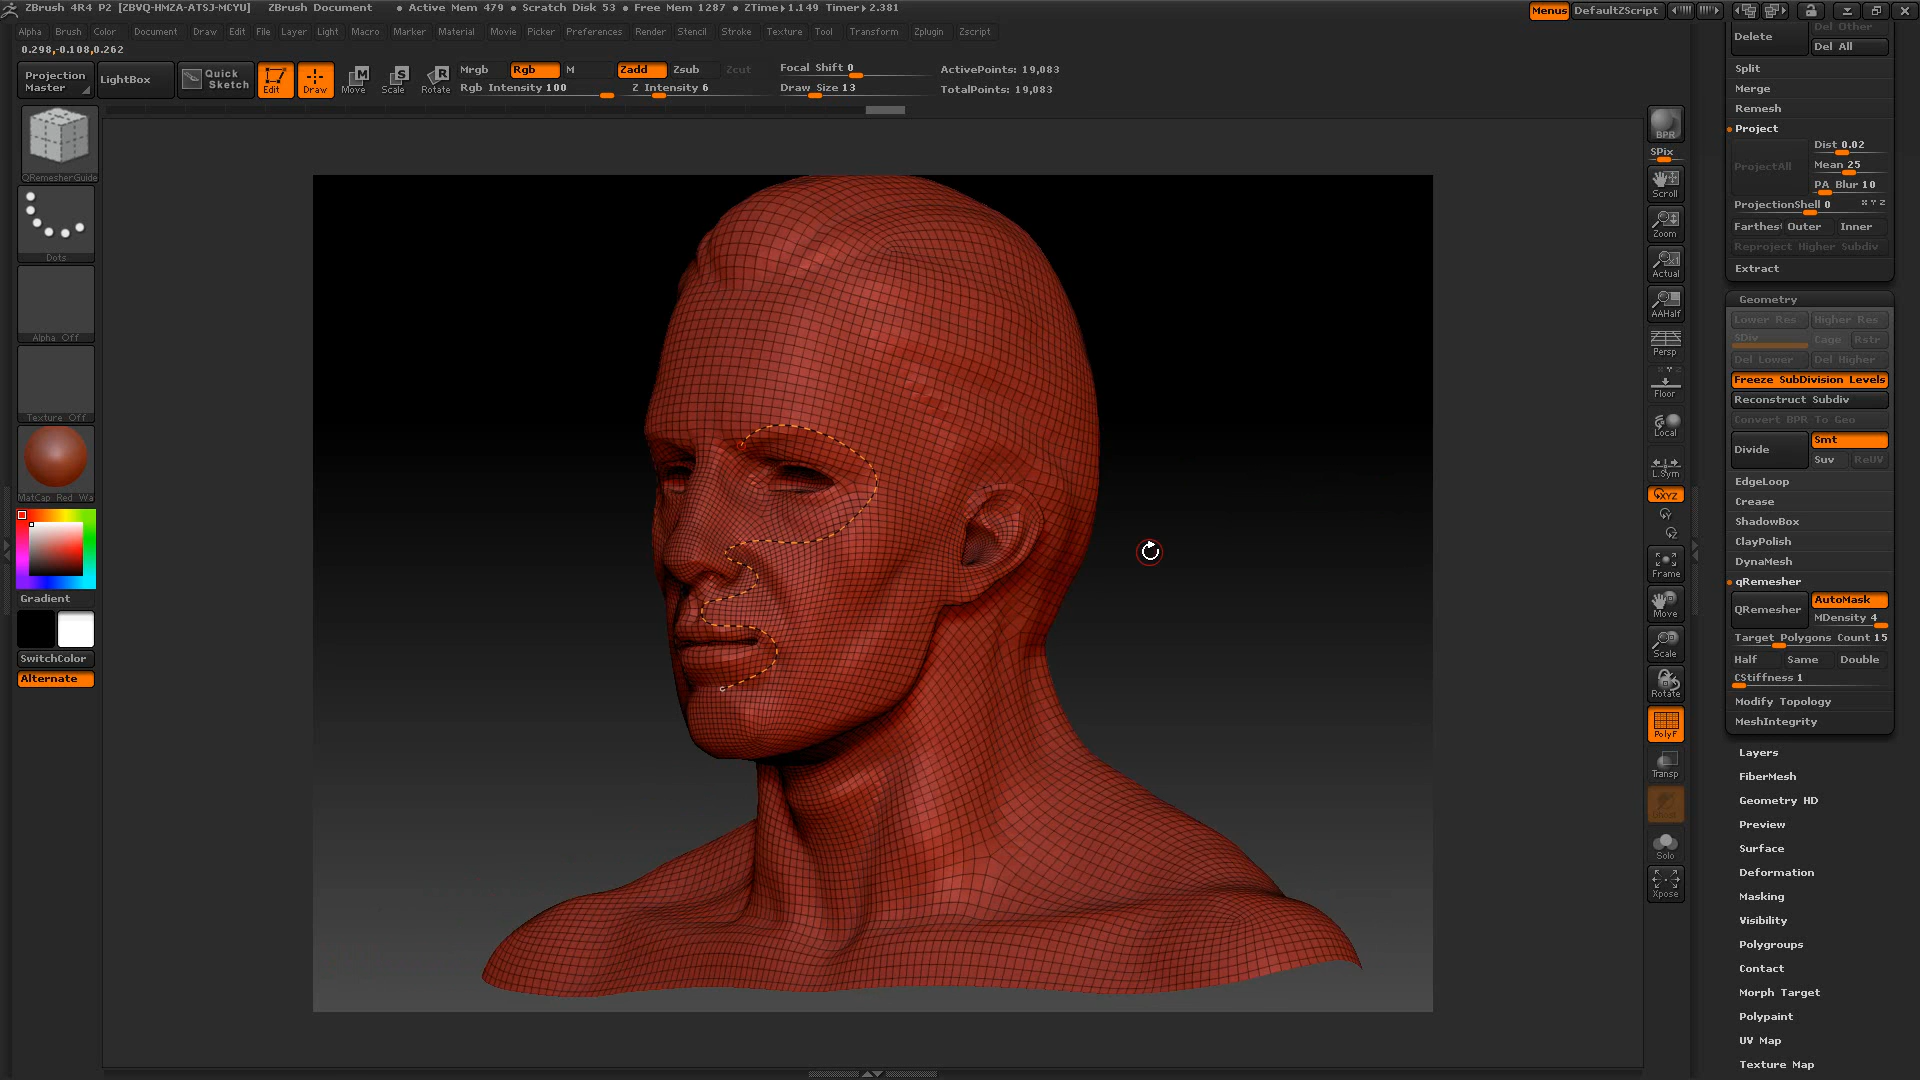 ZBrush 4R4 P2 [ZBVQ-HMZA-ATSJ-MCYU] ZBrush Document • Active Mem 479 • Scratch Disk 53 • Free Mem 1287 • ZTime▸1.149 Timer▸2.381 Menus DefaultZScript
Alpha Brush Color Document Draw Edit File Layer Light Macro Marker Material Movie Picker Preferences Render Stencil Stroke Texture Tool Transform Zplugin Zscript
0.298,-0.108,0.262
Projection Master
LightBox
Quick Sketch
Edit
Draw
Move
Scale
Rotate
Mrgb Rgb M
Rgb Intensity 100
Zadd Zsub Zcut
Z Intensity 6
Focal Shift 0
Draw Size 13
ActivePoints: 19,083
TotalPoints: 19,083
QRemesherGuide
Dots
Alpha Off
Texture Off
MatCap Red Wa
Gradient
SwitchColor
Alternate
BPR
SPix
Scroll
Zoom
Actual
AAHalf
Persp
Floor
Local
L.Sym
XYZ
Frame
Move
Scale
Rotate
PolyF
Transp
Solo
Xpose
Delete
Del Other
Del All
Split
Merge
Remesh
Project
ProjectAll
Dist 0.02
Mean 25
PA Blur 10
ProjectionShell 0 X Y Z
Farthest Outer Inner
Reproject Higher Subdiv
Extract
Geometry
Lower Res Higher Res
SDiv Cage Rstr
Del Lower Del Higher
Freeze SubDivision Levels
Reconstruct Subdiv
Convert BPR To Geo
Divide
Smt
Suv ReUV
EdgeLoop
Crease
ShadowBox
ClayPolish
DynaMesh
qRemesher
QRemesher
AutoMask
MDensity 4
Target Polygons Count 15
Half Same Double
CStiffness 1
Modify Topology
MeshIntegrity
Layers
FiberMesh
Geometry HD
Preview
Surface
Deformation
Masking
Visibility
Polygroups
Contact
Morph Target
Polypaint
UV Map
Texture Map